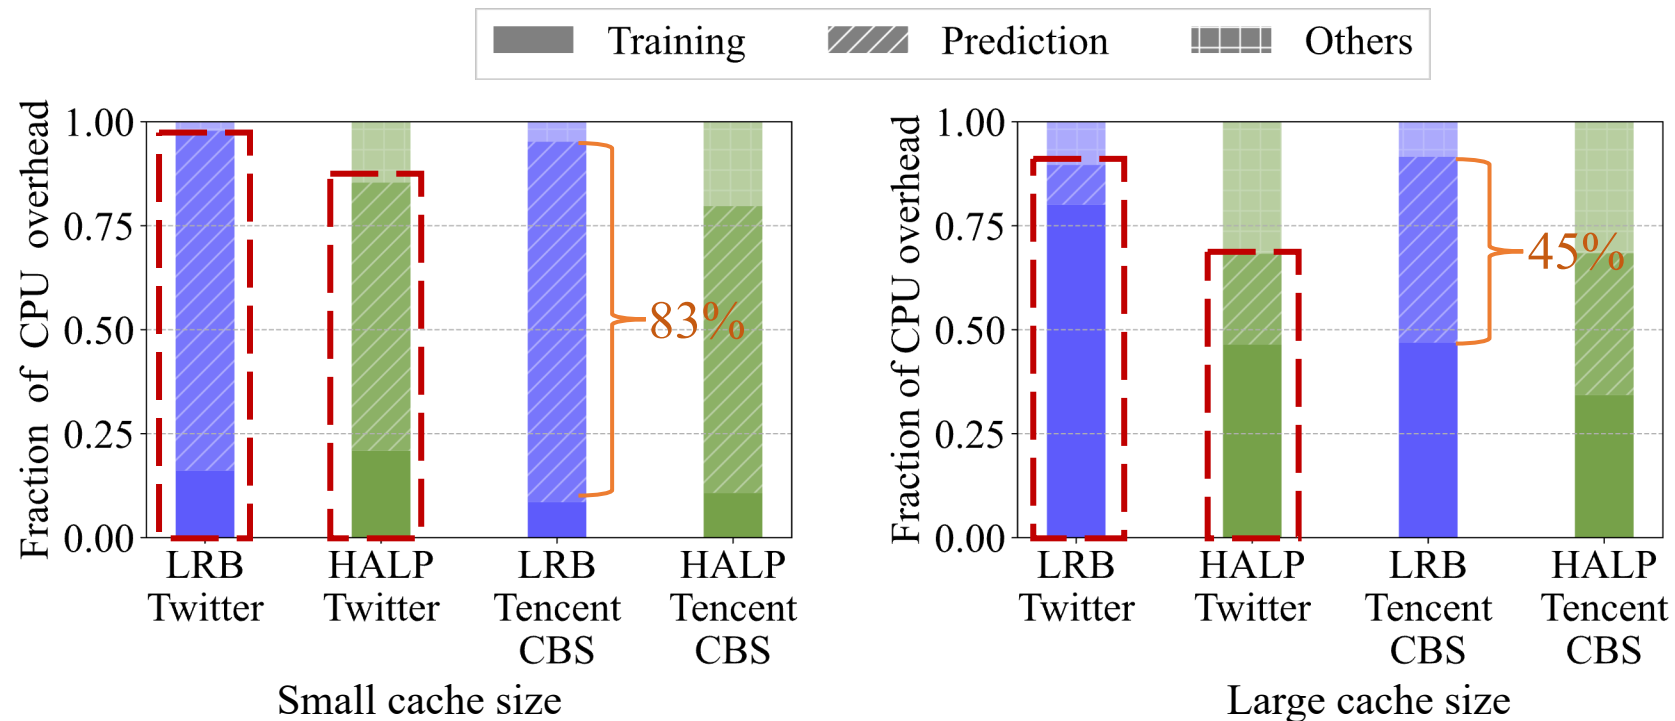 Training Prediction Others
Fraction of CPU overhead
1.00
0.75
0.50
0.25
0.00
83%
LRB HALP LRB HALP
Twitter Twitter Tencent Tencent
CBS CBS
Small cache size
Fraction of CPU overhead
1.00
0.75
0.50
0.25
0.00
45%
LRB HALP LRB HALP
Twitter Twitter Tencent Tencent
CBS CBS
Large cache size